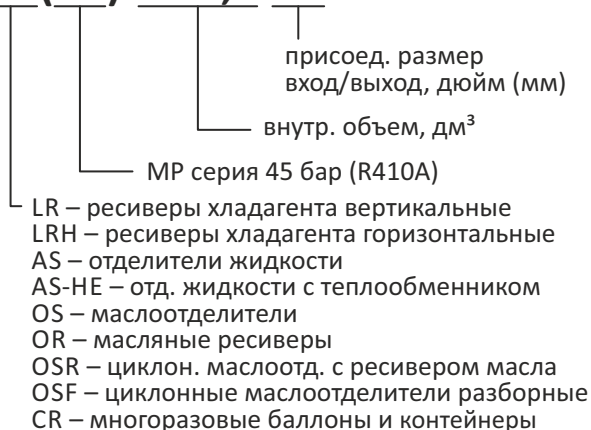 присоед. размер
вход/выход, дюйм (мм)
внутр. объем, дм³
МР серия 45 бар (R410A)
LR – ресиверы хладагента вертикальные
LRH – ресиверы хладагента горизонтальные
AS – отделители жидкости
AS-HE – отд. жидкости с теплообменником
OS – маслоотделители
OR – масляные ресиверы
OSR – циклон. маслоотд. с ресивером масла
OSF – циклонные маслоотделители разборные
CR – многоразовые баллоны и контейнеры